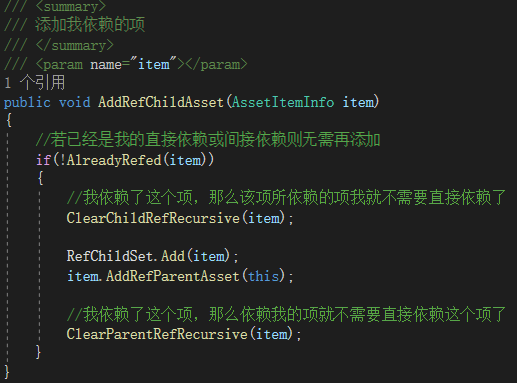 /// <summary>
/// 添加我依赖的项
/// </summary>
/// <param name="item"></param>
1 个引用
public void AddRefChildAsset(AssetItemInfo item)
{
//若已经是我的直接依赖或间接依赖则无需再添加
if(!AlreadyRefed(item))
{
//我依赖了这个项，那么该项所依赖的项我就不需要直接依赖了
ClearChildRefRecursive(item);
RefChildSet.Add(item);
item.AddRefParentAsset(this);
//我依赖了这个项，那么依赖我的项就不需要直接依赖这个项了
ClearParentRefRecursive(item);
}
}